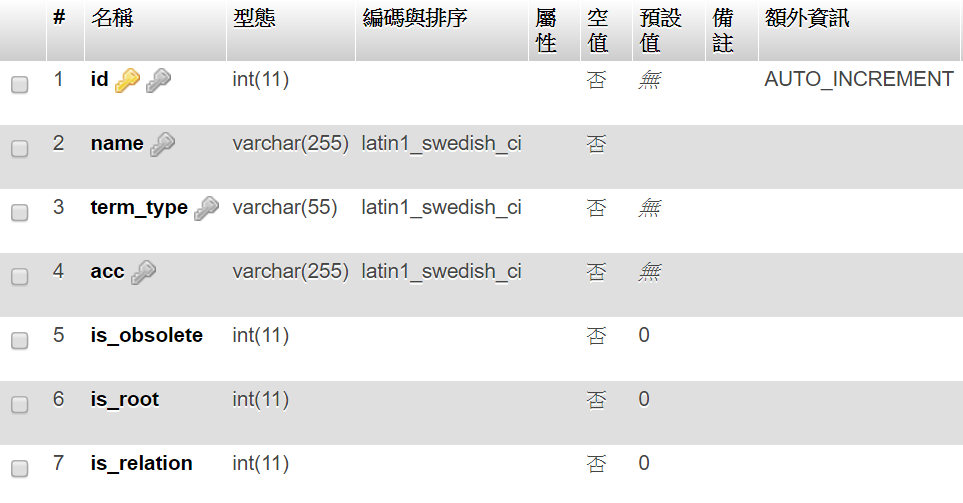 # 名稱 型態 編碼與排序 屬性 空值 預設值 備註 額外資訊
1 id int(11) 否 無 AUTO_INCREMENT
2 name varchar(255) latin1_swedish_ci 否
3 term_type varchar(55) latin1_swedish_ci 否 無
4 acc varchar(255) latin1_swedish_ci 否 無
5 is_obsolete int(11) 否 0
6 is_root int(11) 否 0
7 is_relation int(11) 否 0